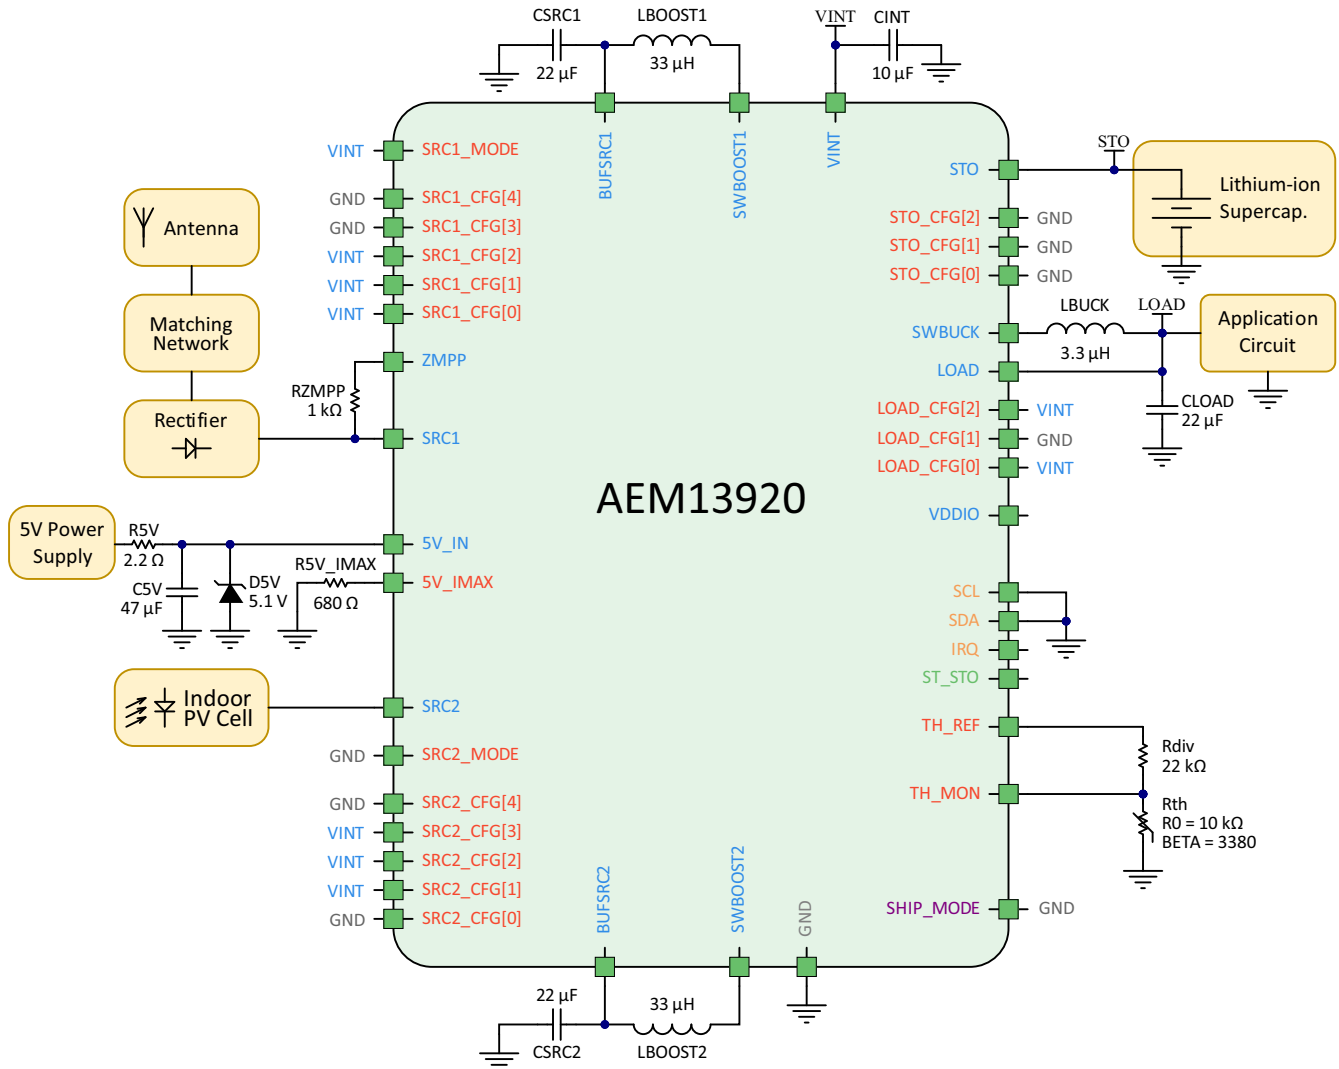 CSRC1
22 µF
LBOOST1
33 µH
VINT
CINT
10 µF
BUFSRC1
SWBOOST1
VINT
VINT SRC1_MODE
GND SRC1_CFG[4]
GND SRC1_CFG[3]
VINT SRC1_CFG[2]
VINT SRC1_CFG[1]
VINT SRC1_CFG[0]
Antenna
Matching
Network
Rectifier
RZMPP
1 kΩ
ZMPP
SRC1
5V Power
Supply
R5V
2.2 Ω
C5V
47 µF
D5V
5.1 V
R5V_IMAX
680 Ω
5V_IN
5V_IMAX
Indoor
PV Cell
SRC2
GND SRC2_MODE
GND SRC2_CFG[4]
VINT SRC2_CFG[3]
VINT SRC2_CFG[2]
VINT SRC2_CFG[1]
GND SRC2_CFG[0]
AEM13920
STO
STO
Lithium-ion
Supercap.
STO_CFG[2] GND
STO_CFG[1] GND
STO_CFG[0] GND
SWBUCK
LBUCK
3.3 µH
LOAD
Application
Circuit
LOAD
CLOAD
22 µF
LOAD_CFG[2] VINT
LOAD_CFG[1] GND
LOAD_CFG[0] VINT
VDDIO
SCL
SDA
IRQ
ST_STO
TH_REF
Rdiv
22 kΩ
TH_MON
Rth
R0 = 10 kΩ
BETA = 3380
SHIP_MODE GND
BUFSRC2
SWBOOST2
GND
22 µF
CSRC2
33 µH
LBOOST2